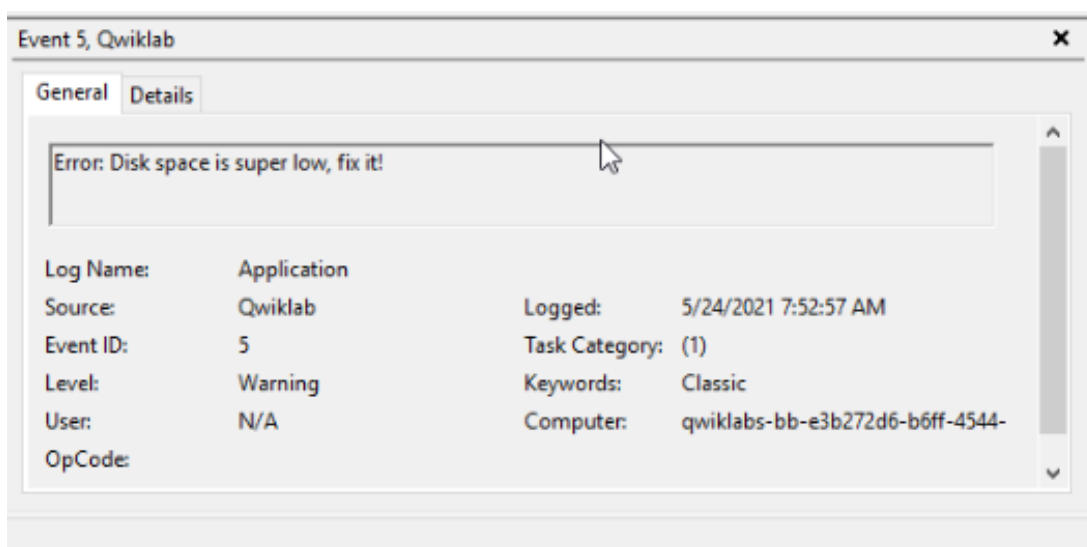 Event 5, Qwiklab
General Details
Error: Disk space is super low, fix it!
Log Name: Application
Source: Qwiklab Logged: 5/24/2021 7:52:57 AM
Event ID: 5 Task Category: (1)
Level: Warning Keywords: Classic
User: N/A Computer: qwiklabs-bb-e3b272d6-b6ff-4544-
OpCode: